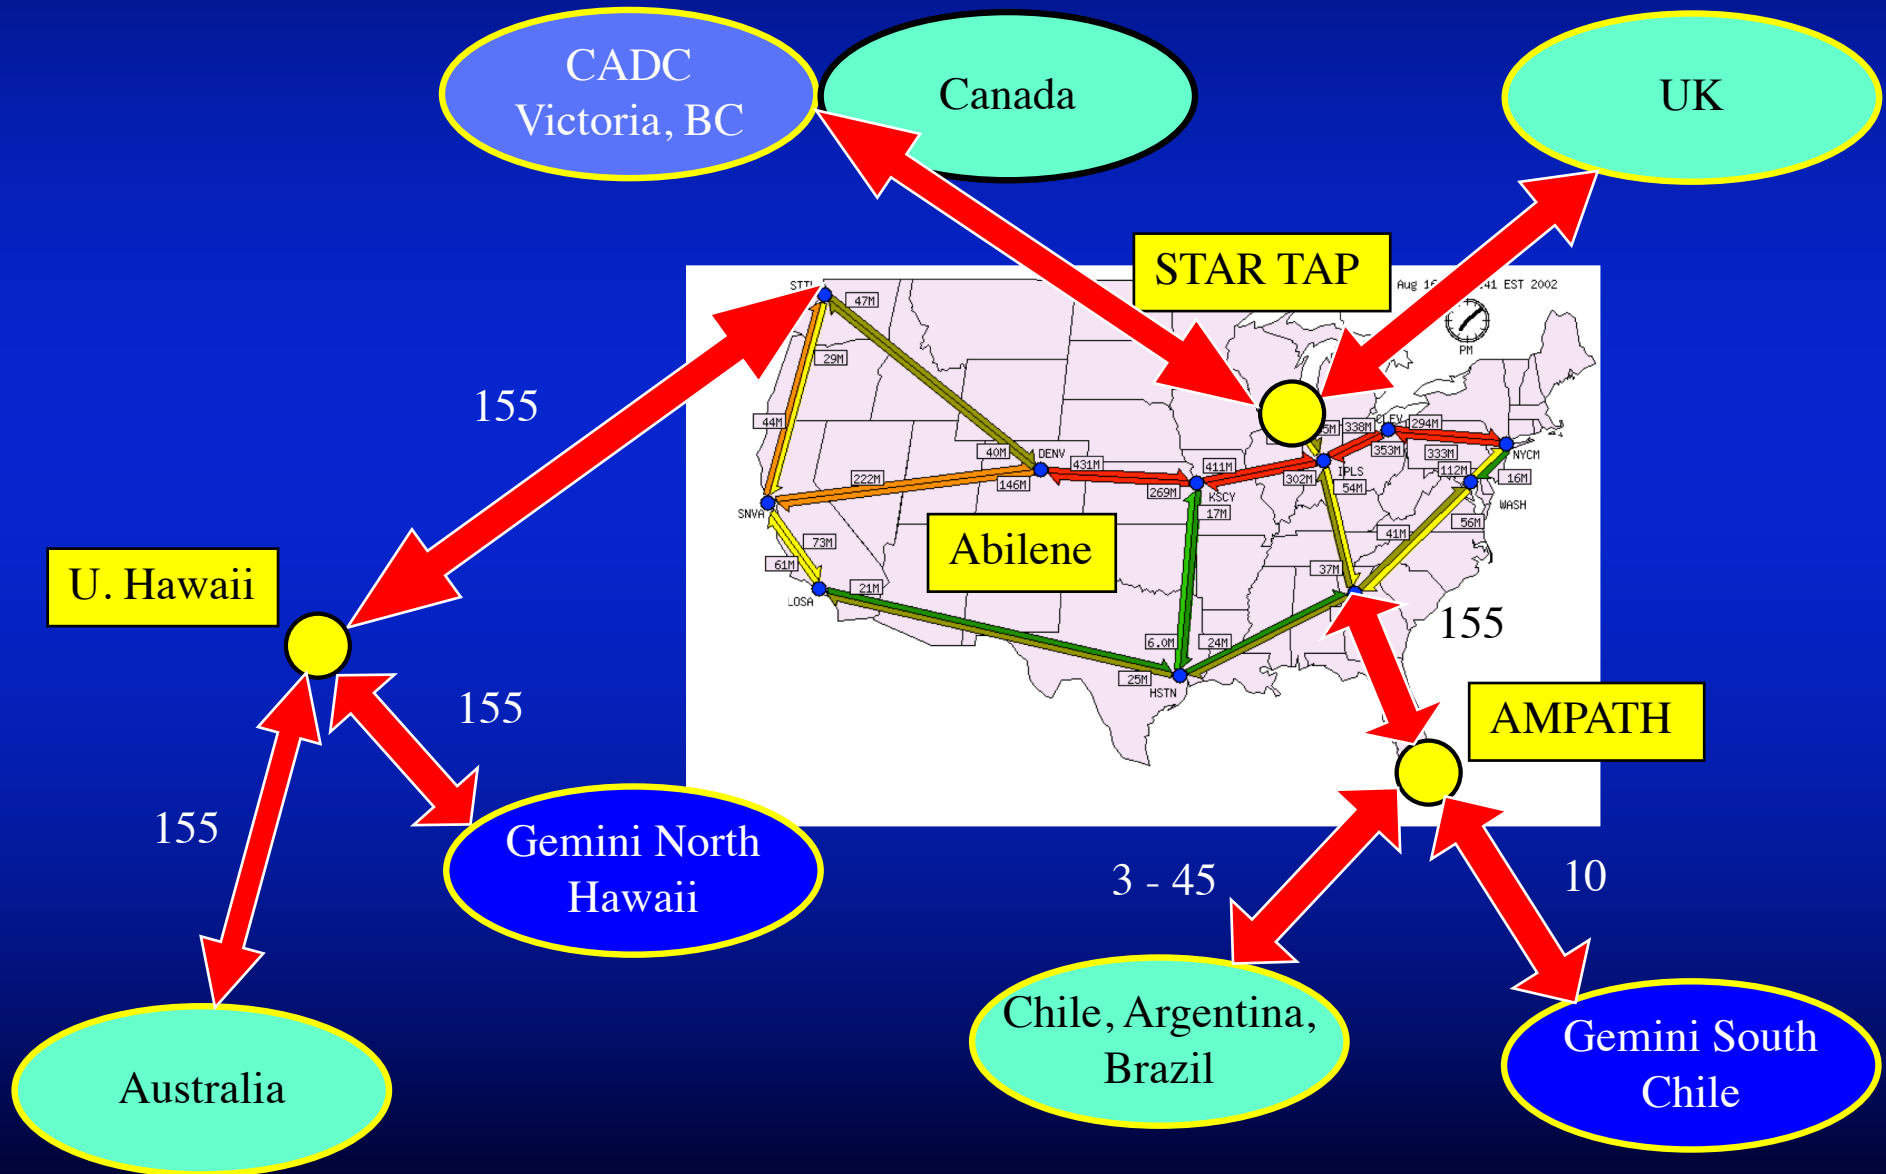 CADC
Victoria, BC
Canada
UK
STAR TAP
EST 2002
PM
47M
29M
155
44M
338M
294M
353M
333M
NYCM
112M
16M
WASH
40M
DENV
431M
411M
IPLS
222M
146M
269M
302M
54M
KSCY
17M
SNVA
56M
41M
Abilene
73M
61M
37M
U. Hawaii
LOSA
21M
155
6.0M
24M
25M
HSTN
155
AMPATH
155
Gemini North
Hawaii
3 - 45
10
Chile, Argentina,
Brazil
Gemini South
Chile
Australia